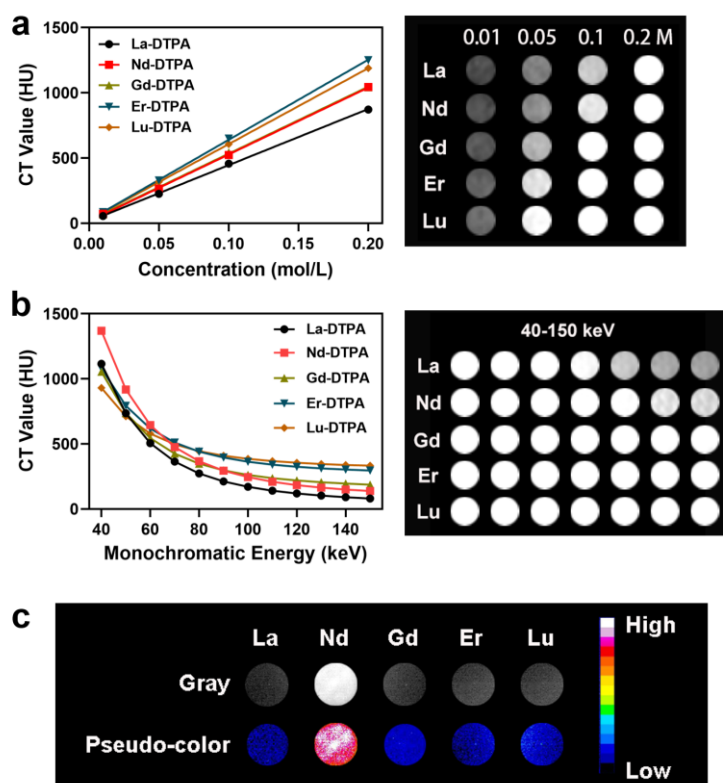 a
CT Value (HU)
1500
1000
500
0
0.00 0.05 0.10 0.15 0.20
Concentration (mol/L)
La-DTPA
Nd-DTPA
Gd-DTPA
Er-DTPA
Lu-DTPA
0.01 0.05 0.1 0.2 M
La
Nd
Gd
Er
Lu
b
CT Value (HU)
1500
1000
500
0
40 60 80 100 120 140
Monochromatic Energy (keV)
La-DTPA
Nd-DTPA
Gd-DTPA
Er-DTPA
Lu-DTPA
40-150 keV
La
Nd
Gd
Er
Lu
c
La Nd Gd Er Lu
Gray
Pseudo-color
High
Low